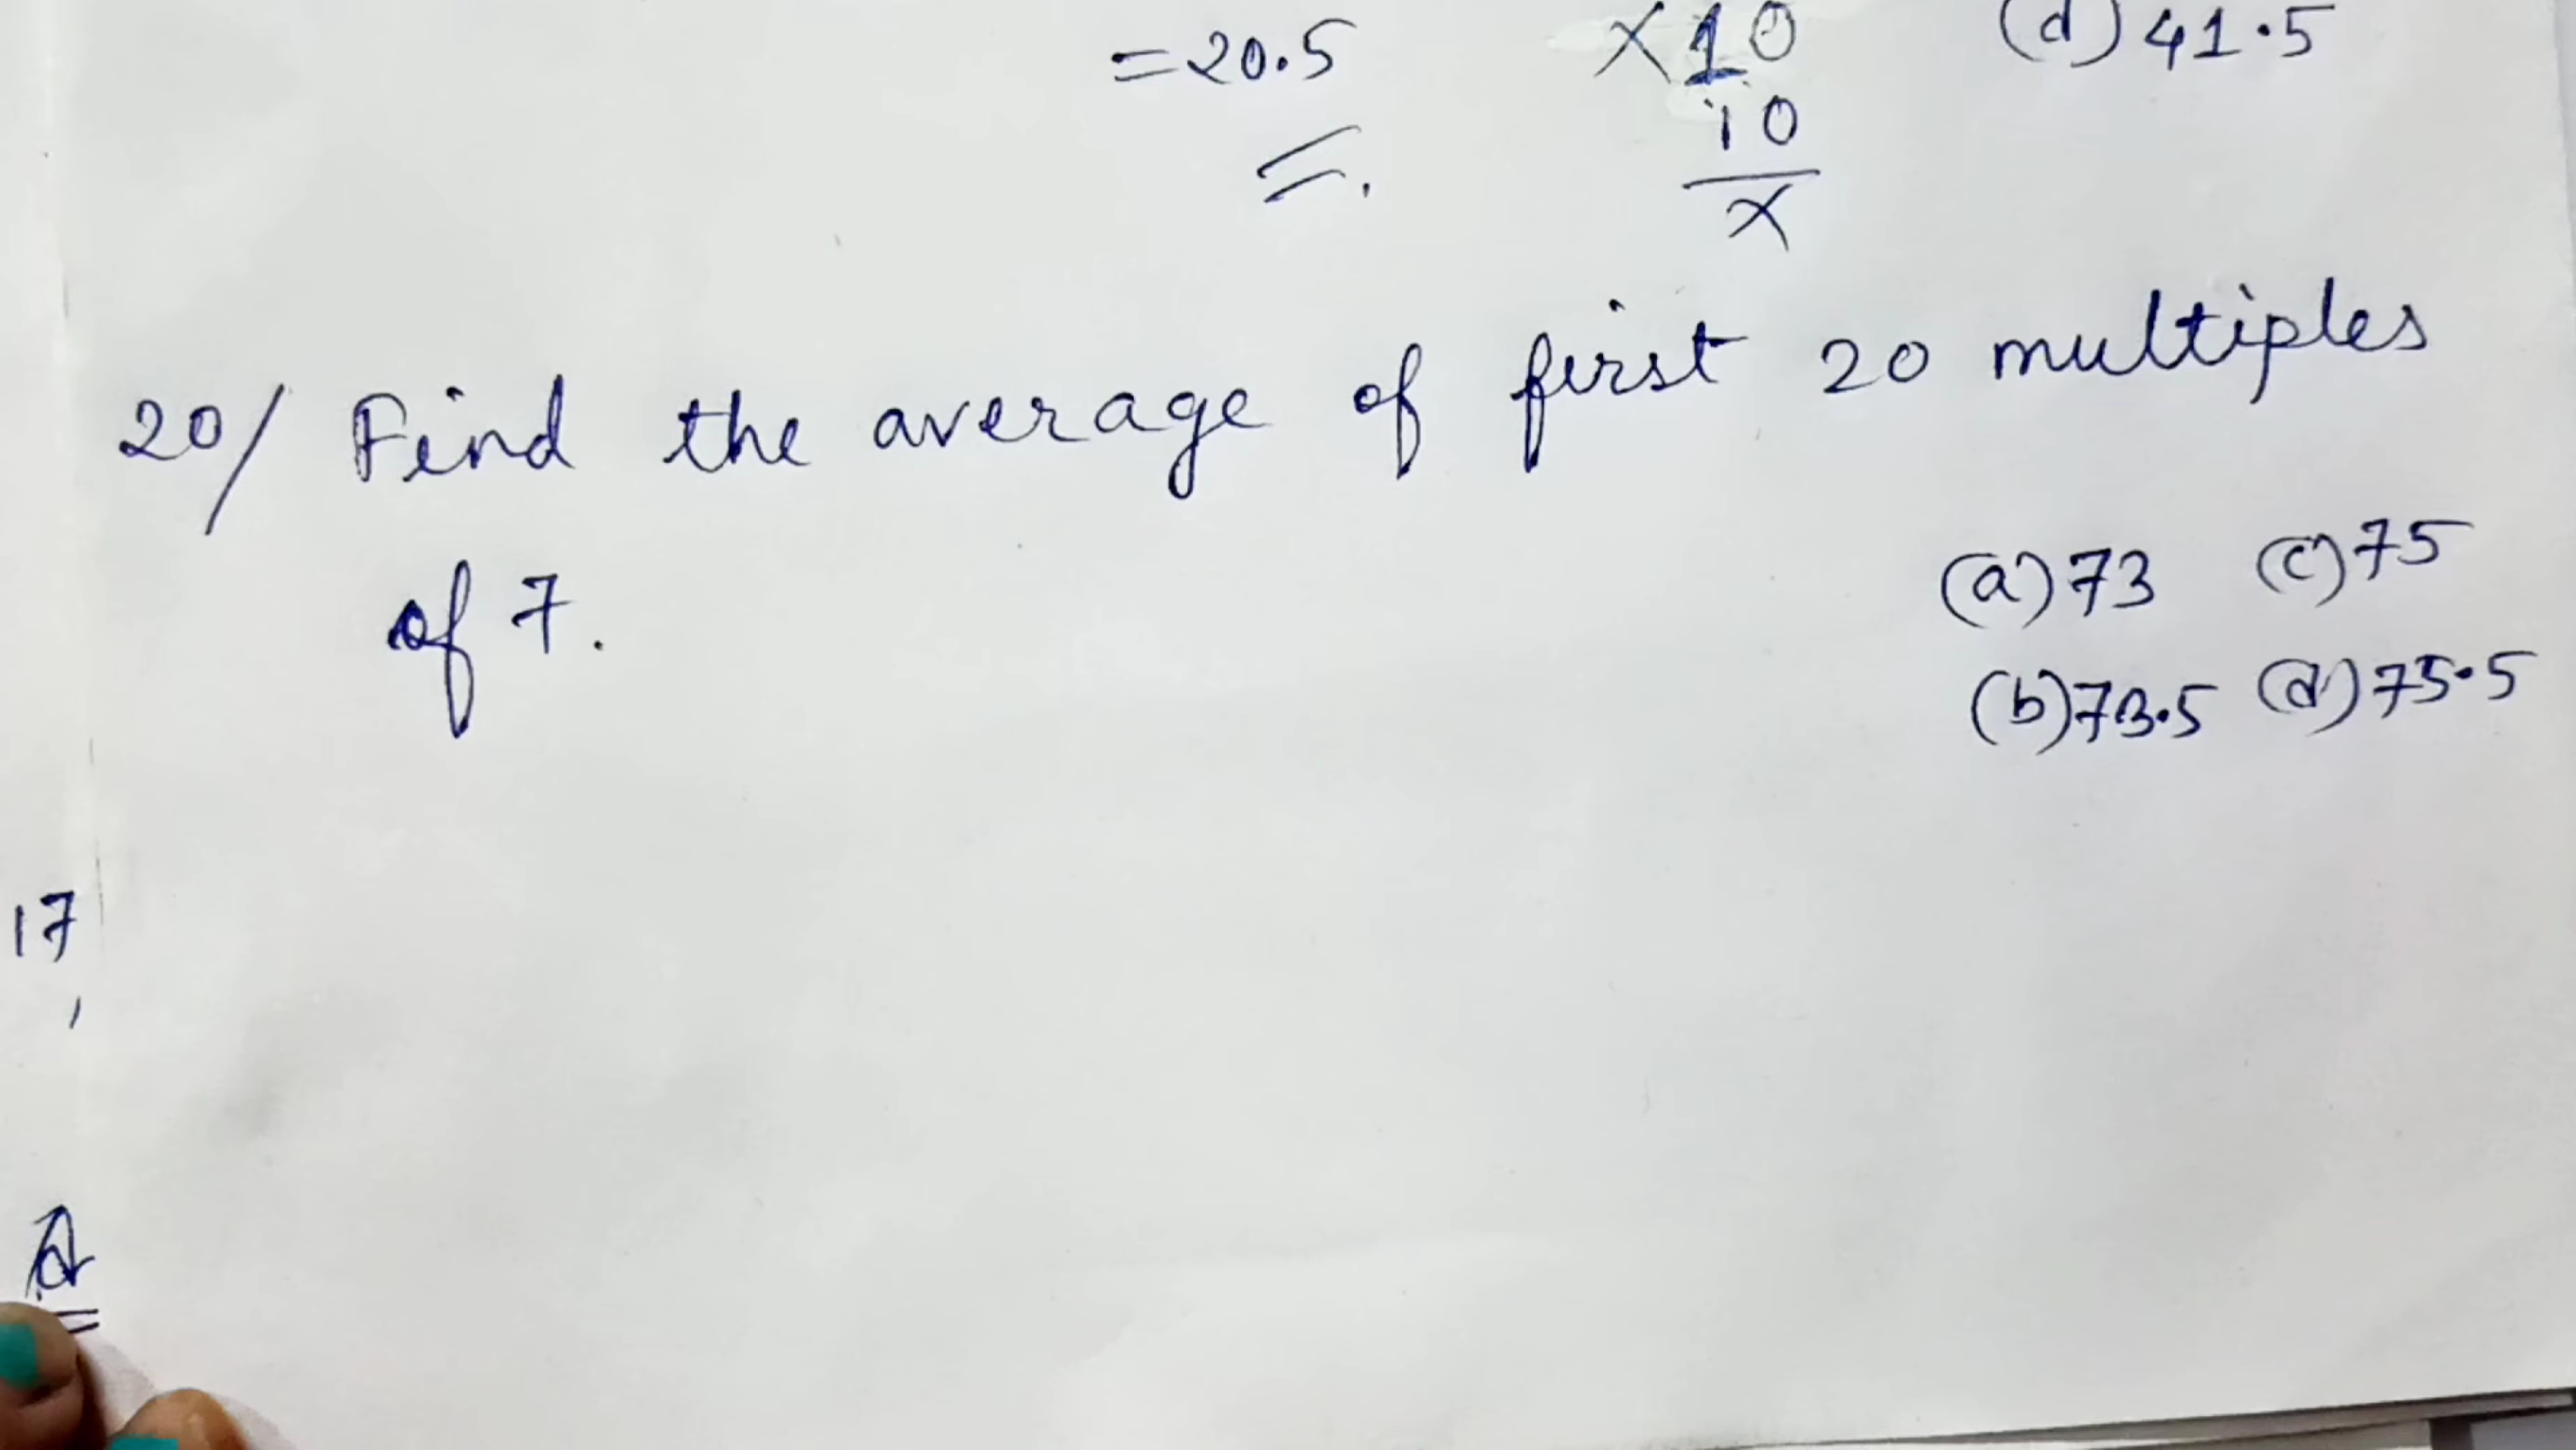 =20.5 ×10 (d) 41.5
10
×
20/ Find the average of first 20 multiples
of 7.
(a) 73 (c) 75
(b) 73.5 (d) 75.5
17